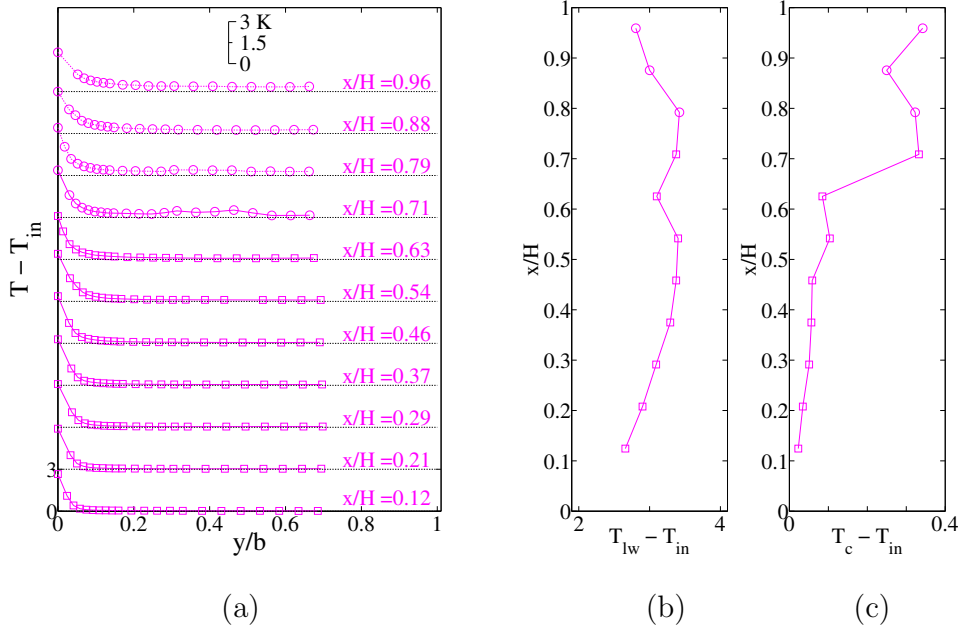 3 K
1.5
0
x/H =0.96
x/H =0.88
x/H =0.79
x/H =0.71
x/H =0.63
x/H =0.54
x/H =0.46
x/H =0.37
x/H =0.29
x/H =0.21
x/H =0.12
T − T_in
3
0
0 0.2 0.4 0.6 0.8 1
y/b
(a)
1
0.9
0.8
0.7
0.6
0.5
0.4
0.3
0.2
0.1
0
x/H
2 4
T_lw − T_in
(b)
1
0.9
0.8
0.7
0.6
0.5
0.4
0.3
0.2
0.1
0
x/H
0 0.4
T_c − T_in
(c)